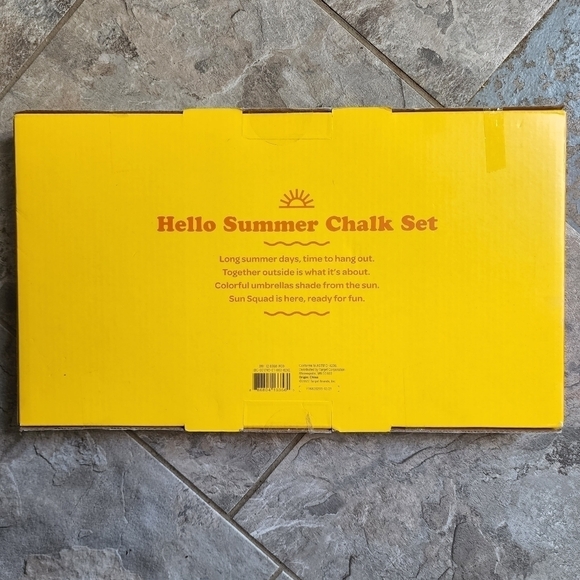 Hello Summer Chalk Set
Long summer days, time to hang out.
Together outside is what it's about.
Colorful umbrellas shade from the sun.
Sun Squad is here, ready for fun.